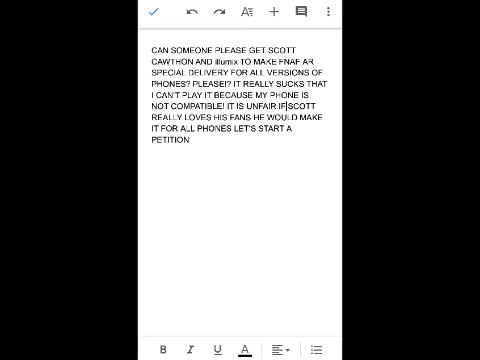 CAN SOMEONE PLEASE GET SCOTT
CAWTHON AND illumix TO MAKE FNAF AR
SPECIAL DELIVERY FOR ALL VERSIONS OF
PHONES? PLEASE!? IT REALLY SUCKS THAT
I CAN'T PLAY IT BECAUSE MY PHONE IS
NOT COMPATIBLE! IT IS UNFAIR IF SCOTT
REALLY LOVES HIS FANS HE WOULD MAKE
IT FOR ALL PHONES LET'S START A
PETITION
B I U A